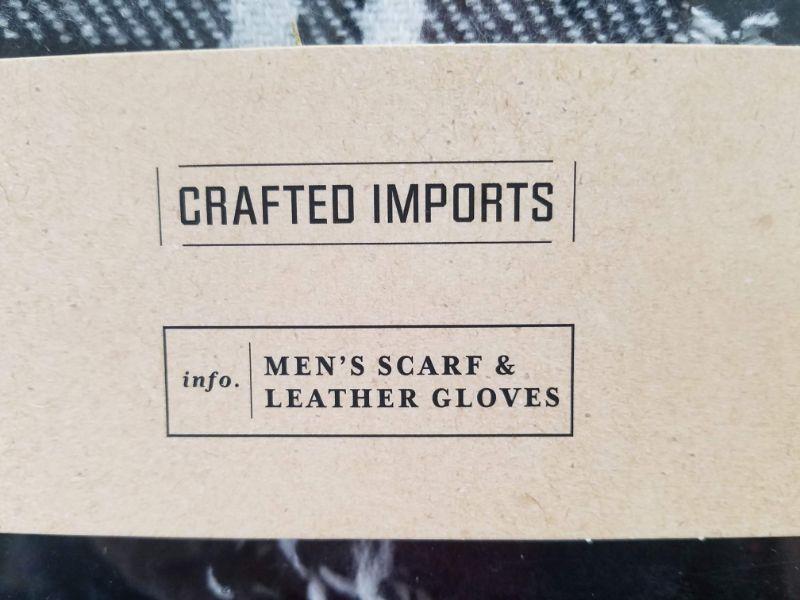 CRAFTED IMPORTS
info.
MEN'S SCARF &
LEATHER GLOVES